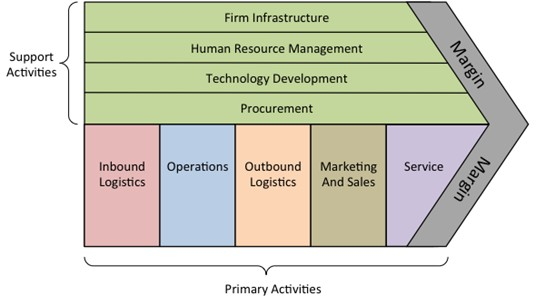 Firm Infrastructure
Human Resource Management
Technology Development
Procurement
Support
Activities
Margin
Inbound
Logistics
Operations
Outbound
Logistics
Marketing
And Sales
Service
Margin
Primary Activities